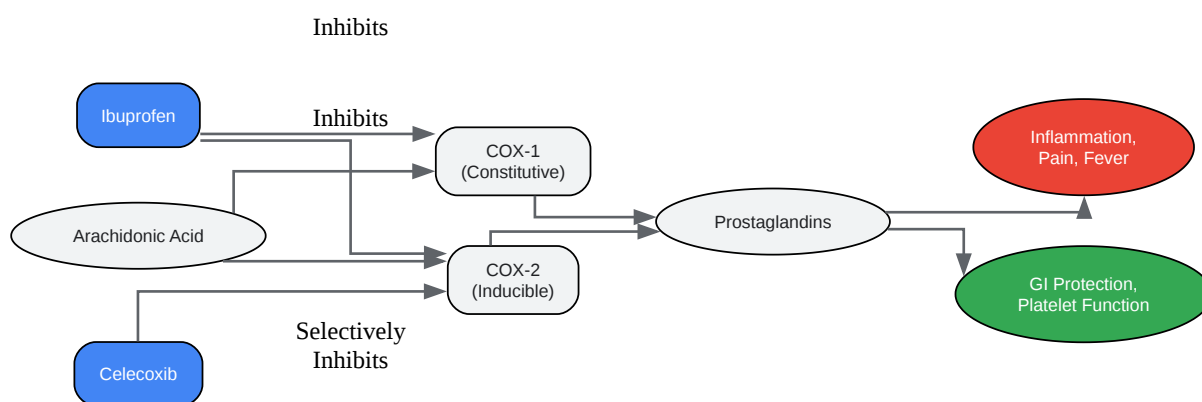 Inhibits
Ibuprofen
Inhibits
COX-1
(Constitutive)
Inflammation,
Pain, Fever
Arachidonic Acid
Prostaglandins
COX-2
(Inducible)
GI Protection,
Platelet Function
Selectively
Inhibits
Celecoxib